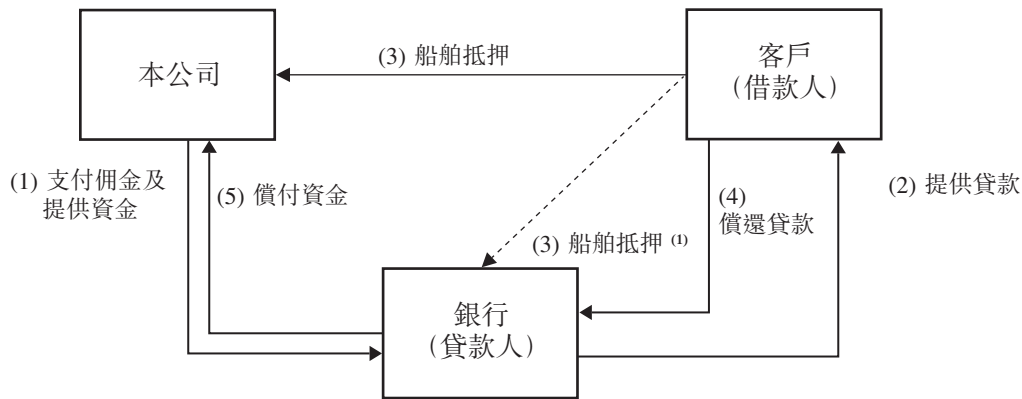 本公司
(3) 船舶抵押
客戶
（借款人）
(1) 支付佣金及
提供資金
(5) 償付資金
(4)
償還貸款
(2) 提供貸款
(3) 船舶抵押 (1)
銀行
（貸款人）